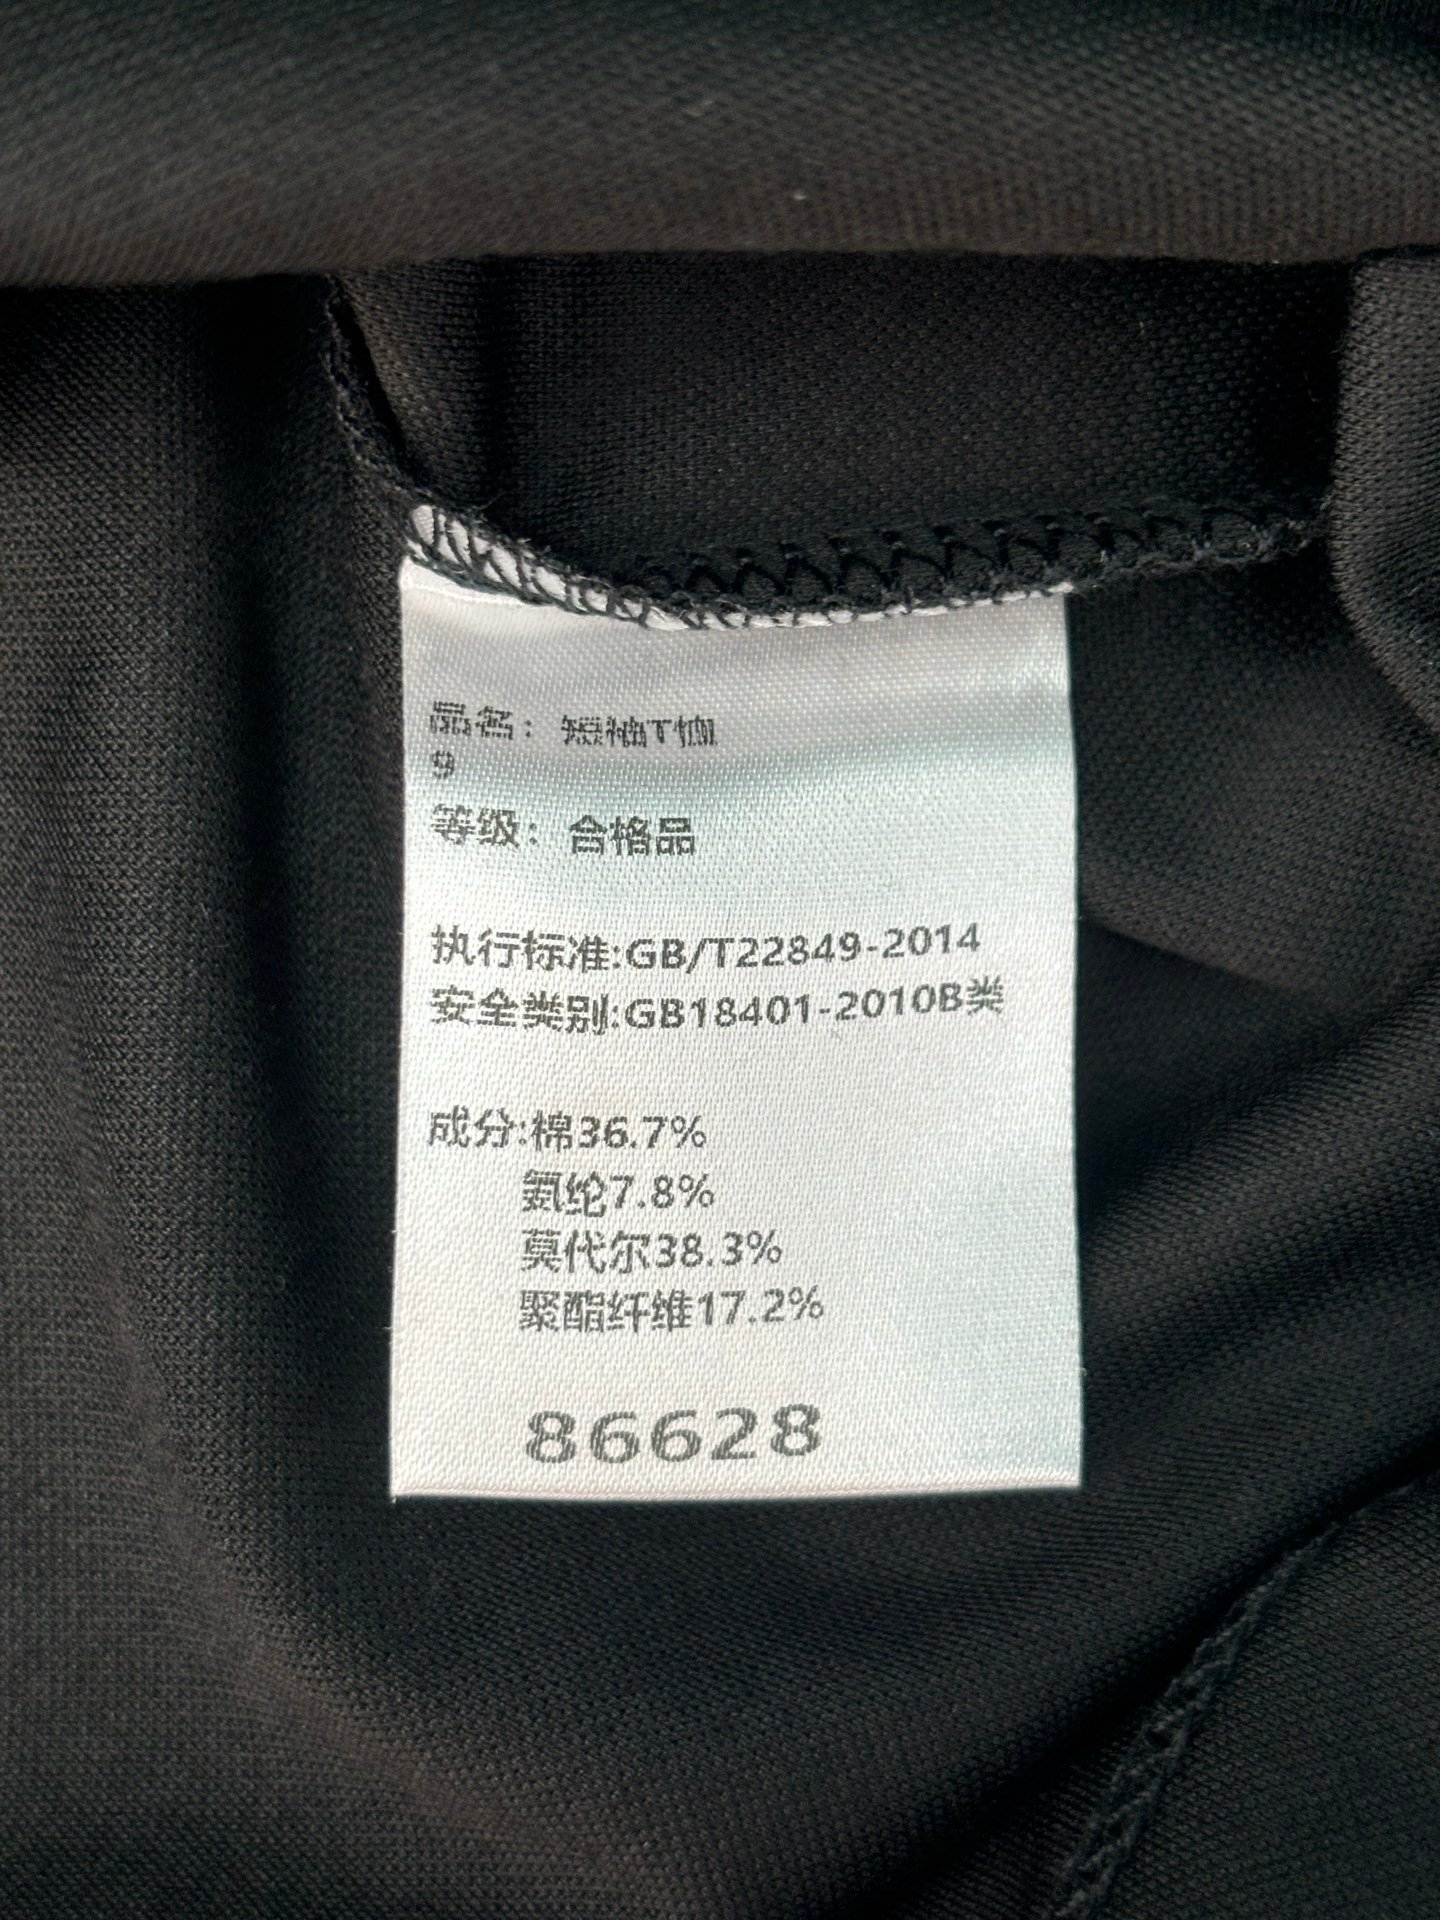 品名：短袖T恤
9
等级：合格品
执行标准:GB/T22849-2014
安全类别:GB18401-2010B类
成分:棉36.7%
氨纶7.8%
莫代尔38.3%
聚酯纤维17.2%
86628